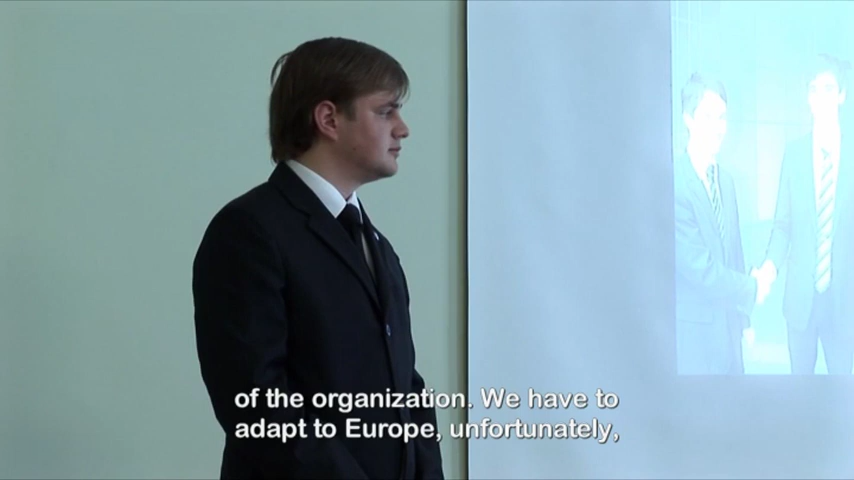 of the organization. We have to
adapt to Europe, unfortunately,